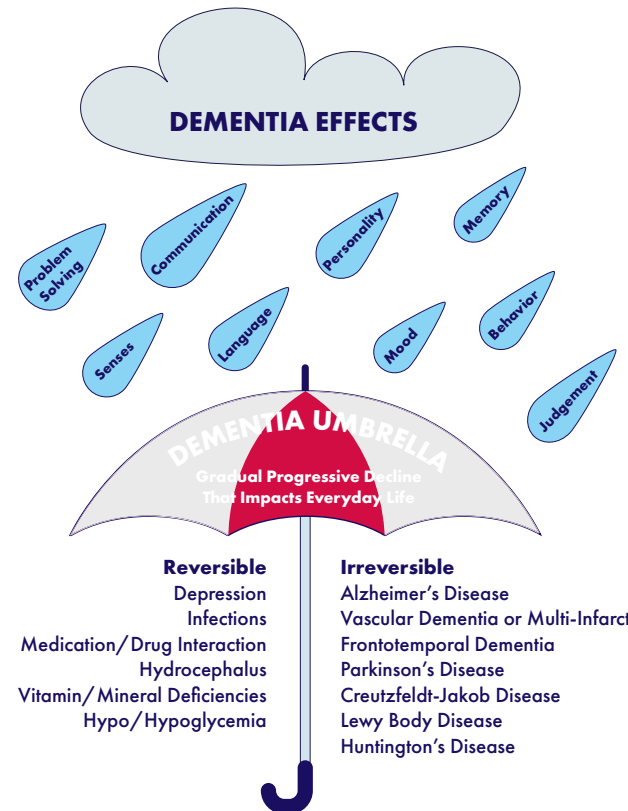 DEMENTIA EFFECTS
Problem
Solving
Communication
Personality
Memory
Senses
Language
Mood
Behavior
Judgement
DEMENTIA UMBRELLA
Gradual Progressive Decline
That Impacts Everyday Life
Reversible
Depression
Infections
Medication/Drug Interaction
Hydrocephalus
Vitamin/Mineral Deficiencies
Hypo/Hypoglycemia
Irreversible
Alzheimer's Disease
Vascular Dementia or Multi-Infarct
Frontotemporal Dementia
Parkinson's Disease
Creutzfeldt-Jakob Disease
Lewy Body Disease
Huntington's Disease